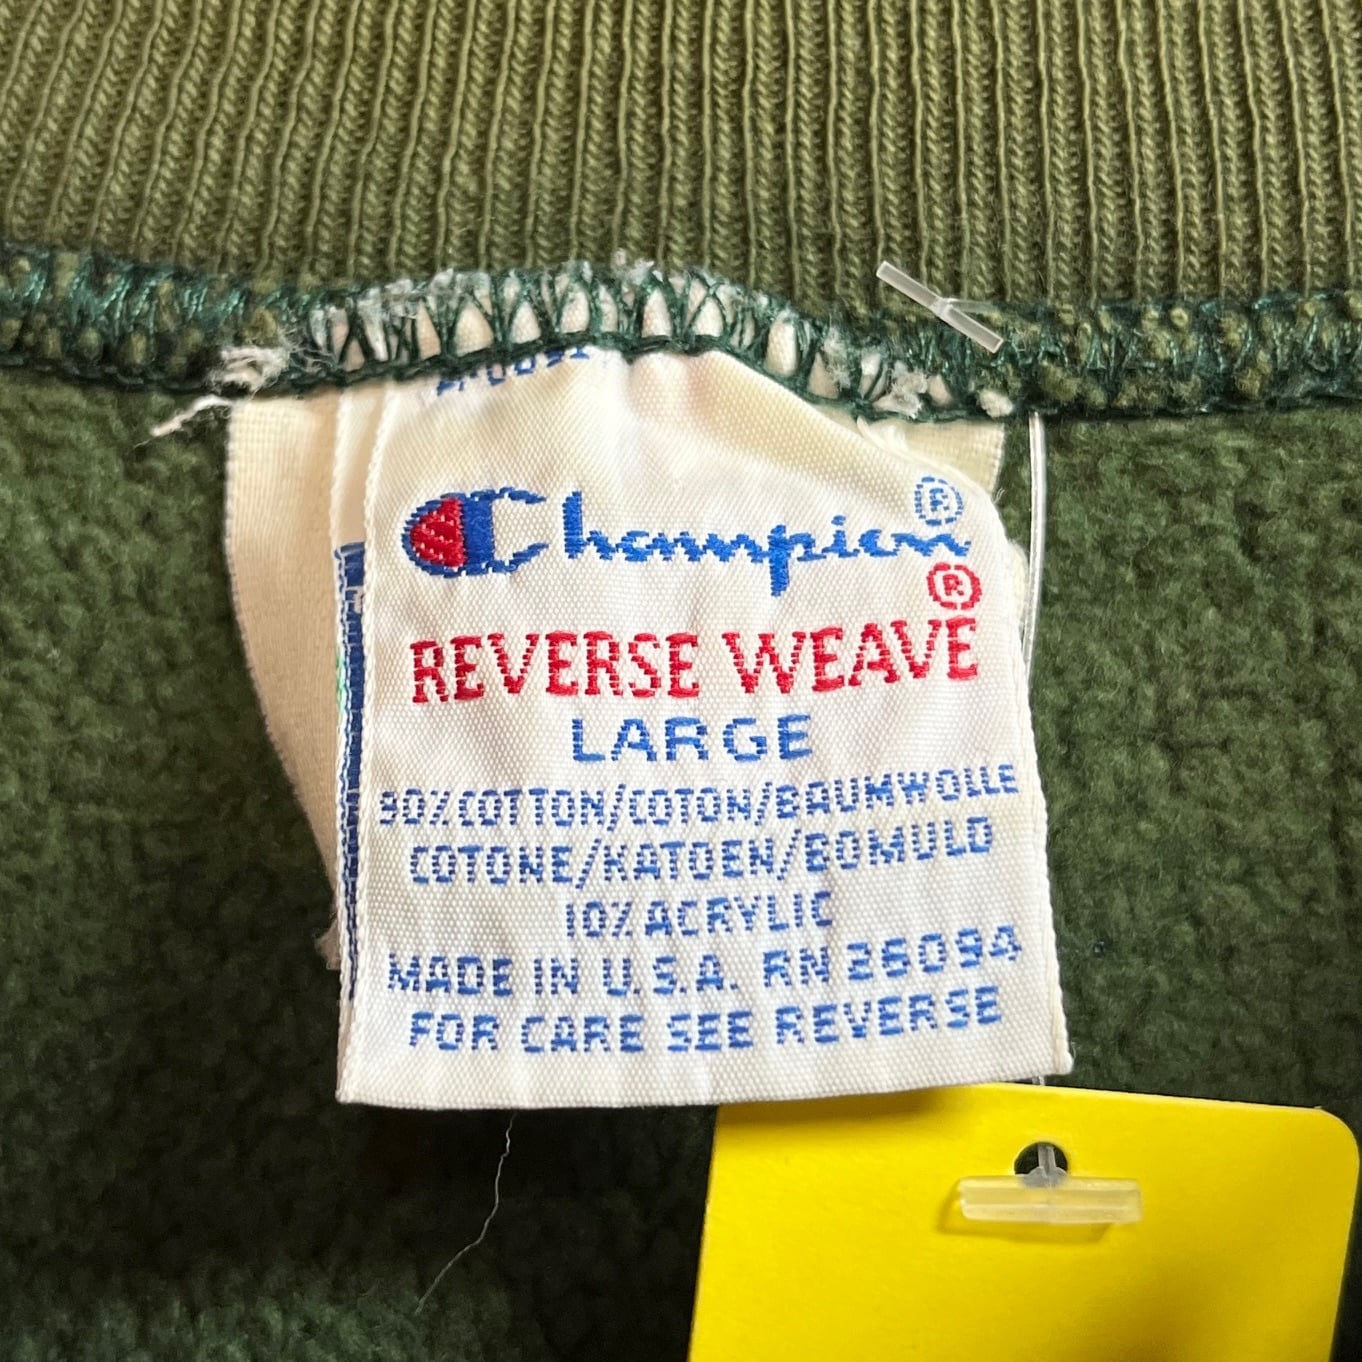 Champion®
®
REVERSE WEAVE
LARGE
90% COTTON/COTON/BAUMWOLLE
COTONE/KATOEN/BOMULD
10% ACRYLIC
MADE IN U.S.A. RN 26094
FOR CARE SEE REVERSE